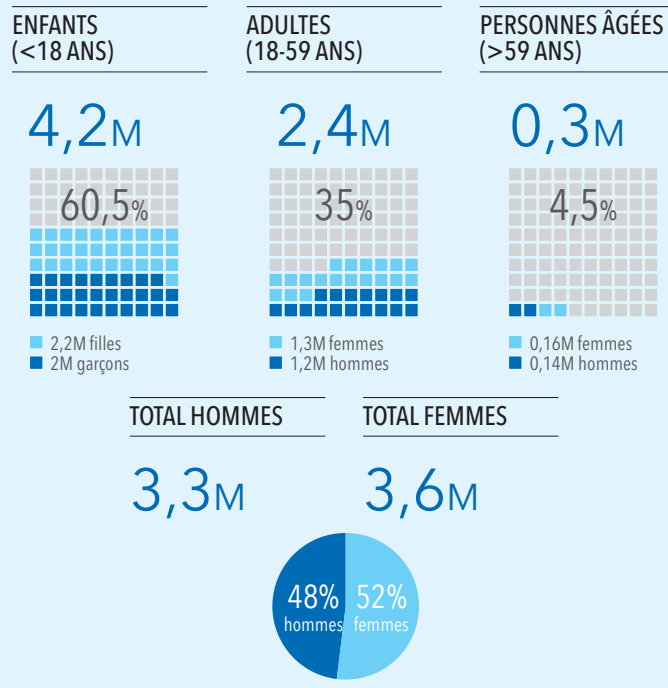 ENFANTS
(<18 ANS)
4,2M
60,5%
2,2M filles
2M garçons
ADULTES
(18-59 ANS)
2,4M
35%
1,3M femmes
1,2M hommes
PERSONNES ÂGÉES
(>59 ANS)
0,3M
4,5%
0,16M femmes
0,14M hommes
TOTAL HOMMES
3,3M
TOTAL FEMMES
3,6M
48%
hommes
52%
femmes